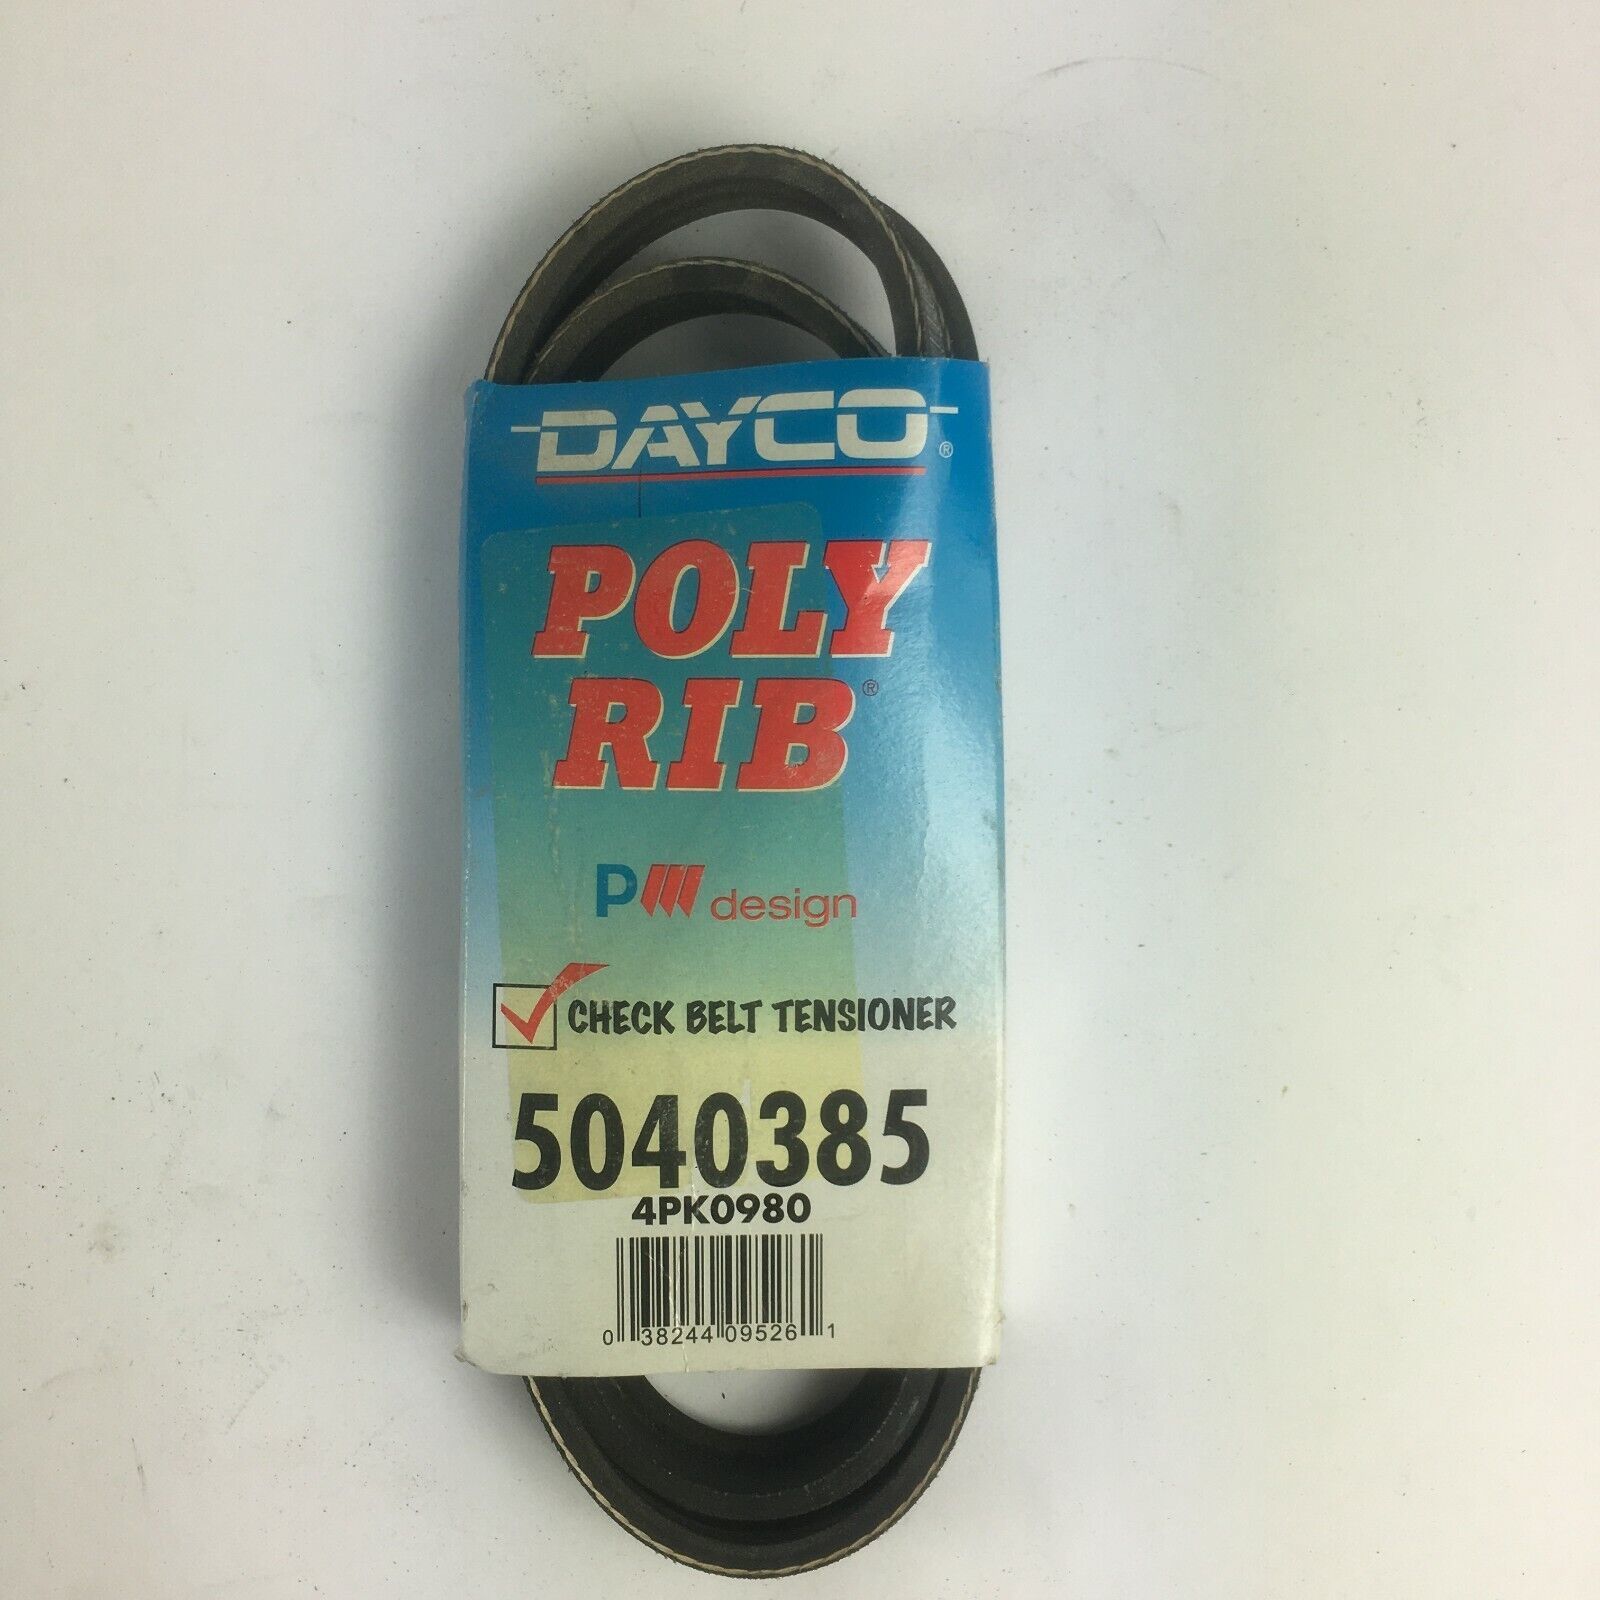 DAYCO®
POLY
RIB®
P design
CHECK BELT TENSIONER
5040385
4PK0980
0 38244 09526 1